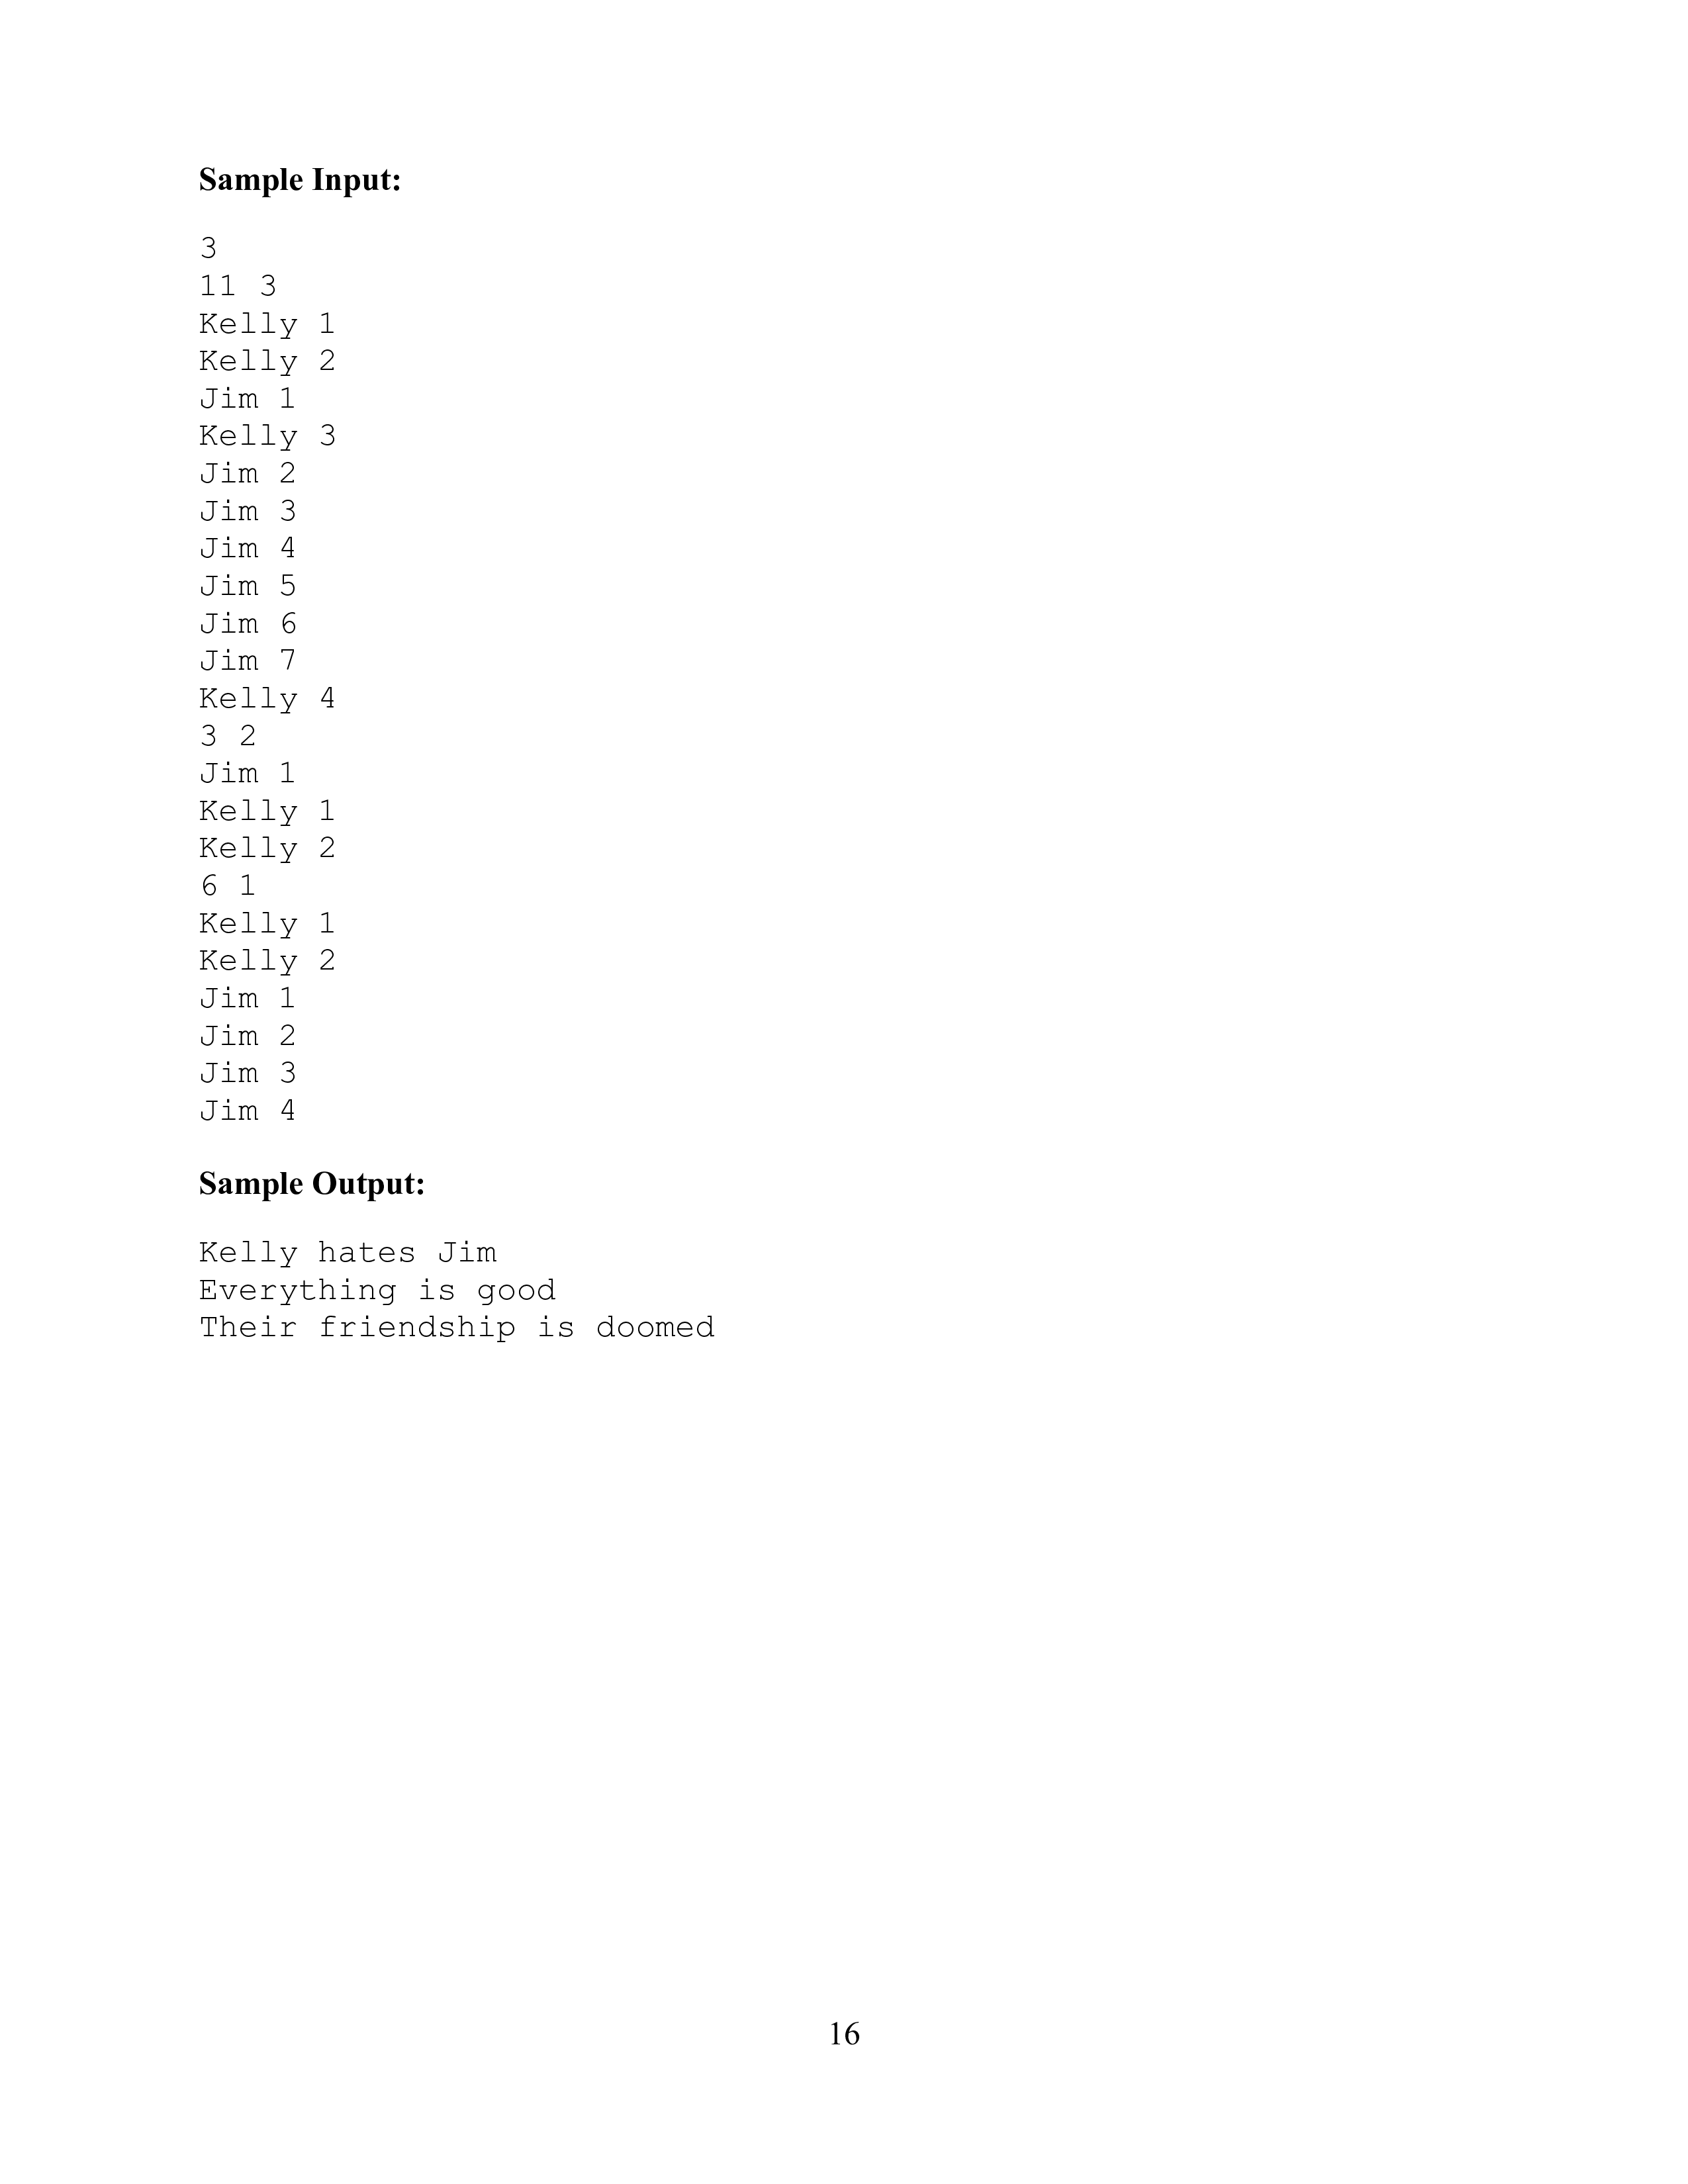 Sample Input:
3
11 3
Kelly 1
Kelly 2
Jim 1
Kelly 3
Jim 2
Jim 3
Jim 4
Jim 5
Jim 6
Jim 7
Kelly 4
3 2
Jim 1
Kelly 1
Kelly 2
6 1
Kelly 1
Kelly 2
Jim 1
Jim 2
Jim 3
Jim 4
Sample Output:
Kelly hates Jim
Everything is good
Their friendship is doomed
16